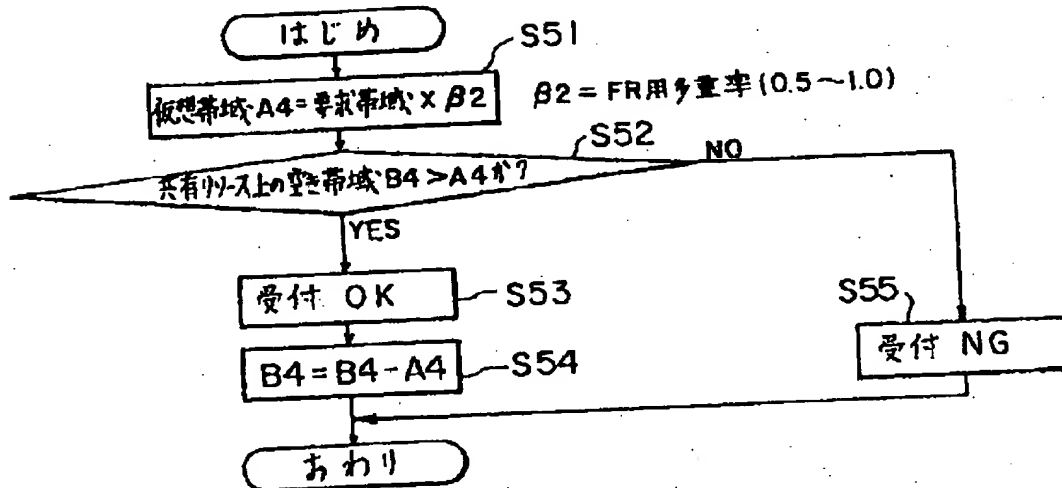 はじめ
S51
仮想帯域A4=要求帯域×β2
β2=FR用多重率(0.5~1.0)
S52
共有リソース上の空き帯域B4>A4か?
NO
YES
受付 OK
S53
S55
受付 NG
B4=B4-A4
S54
おわり